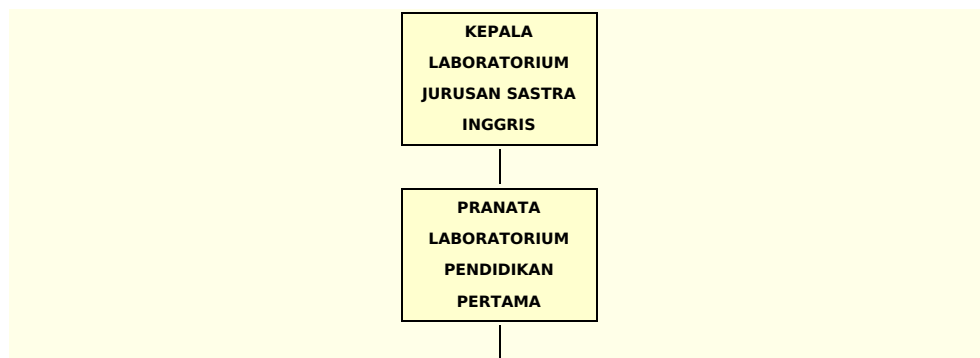 KEPALA
LABORATORIUM
JURUSAN SASTRA
INGGRIS
PRANATA
LABORATORIUM
PENDIDIKAN
PERTAMA